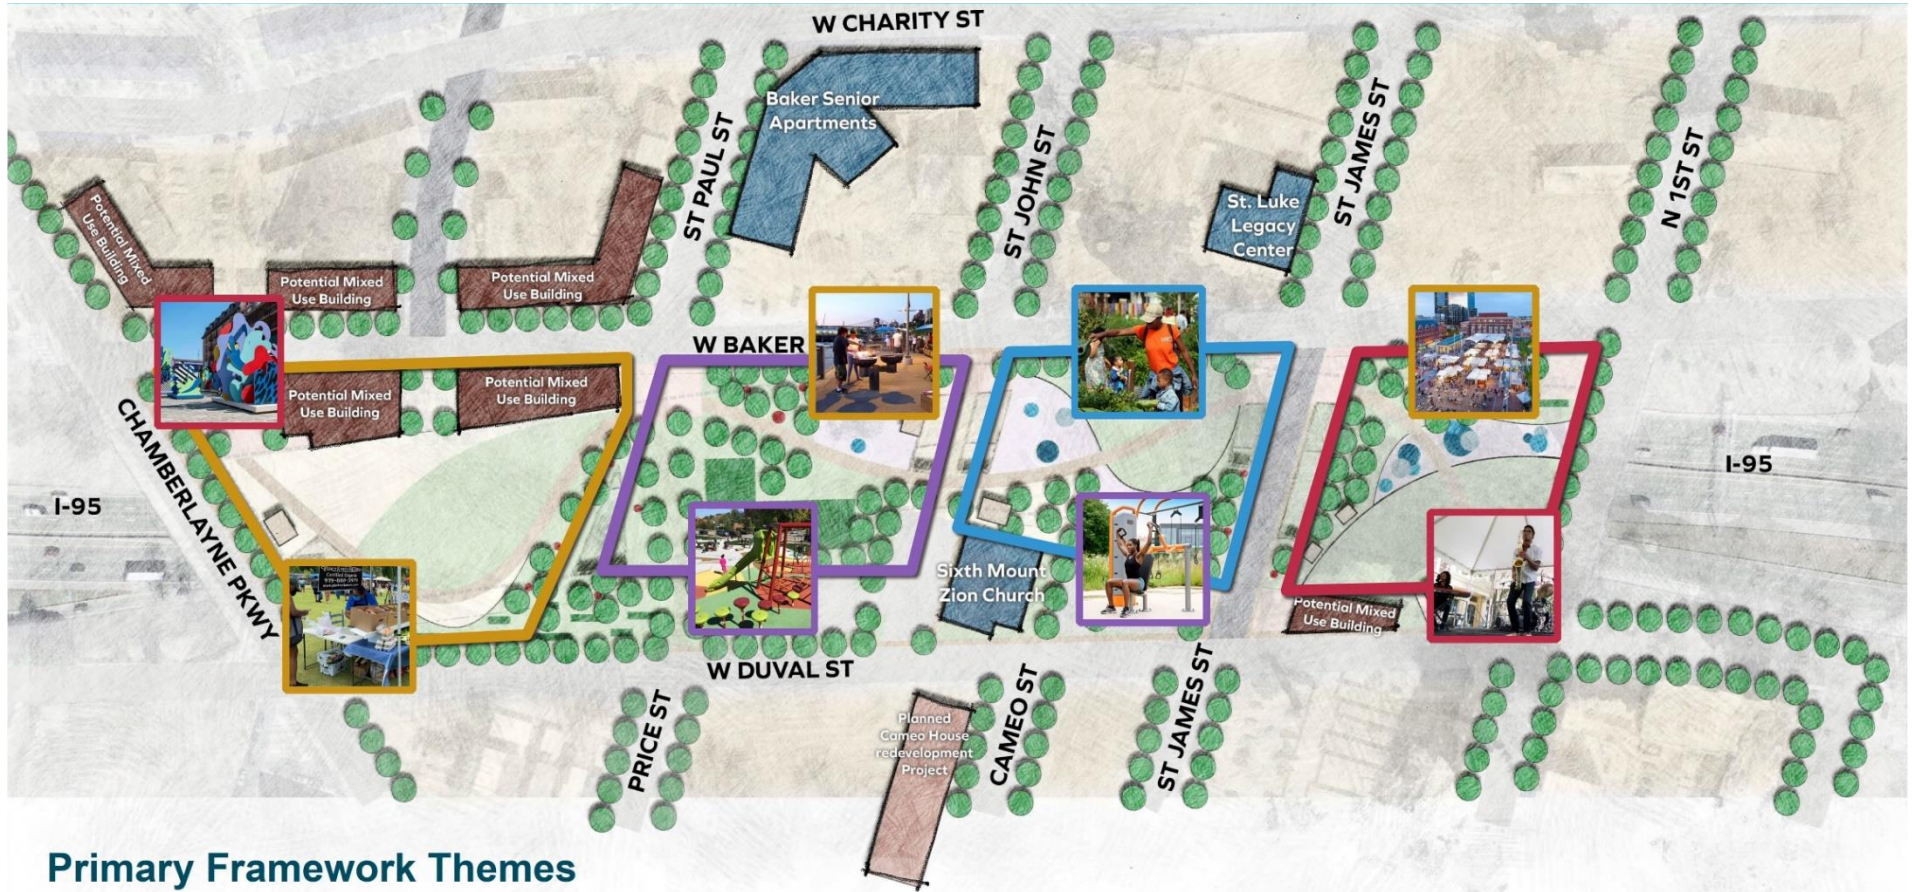 W CHARITY ST
Baker Senior
Apartments
ST PAUL ST
ST JOHN ST
ST JAMES ST
N 1ST ST
St. Luke
Legacy
Center
Potential Mixed
Use Building
Potential Mixed
Use Building
Potential Mixed
Use Building
W BAKER
Potential Mixed
Use Building
Potential Mixed
Use Building
CHAMBERLAYNE PKWY
I-95
I-95
Sixth Mount
Zion Church
Potential Mixed
Use Building
W DUVAL ST
PRICE ST
Planned
Cameo House
redevelopment
Project
CAMEO ST
ST JAMES ST
Primary Framework Themes